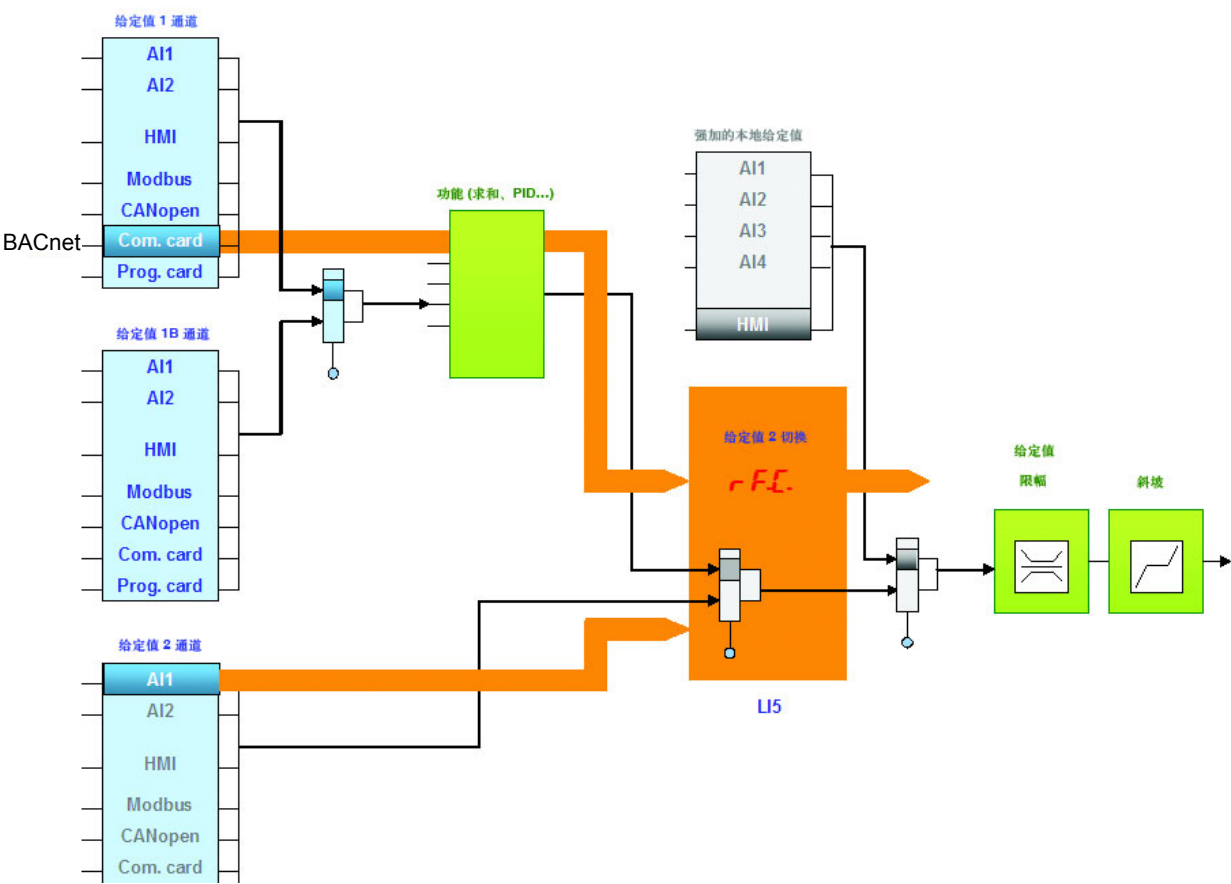 给定值 1 通道
AI1
AI2
HMI
Modbus
CANopen
BACnet
Com. card
Prog. card
给定值 1B 通道
AI1
AI2
HMI
Modbus
CANopen
Com. card
Prog. card
给定值 2 通道
AI1
AI2
HMI
Modbus
CANopen
Com. card
功能 (求和、PID...)
强加的本地给定值
AI1
AI2
AI3
AI4
HMI
给定值 2 切换
rFC.
LI5
给定值
限幅
斜坡